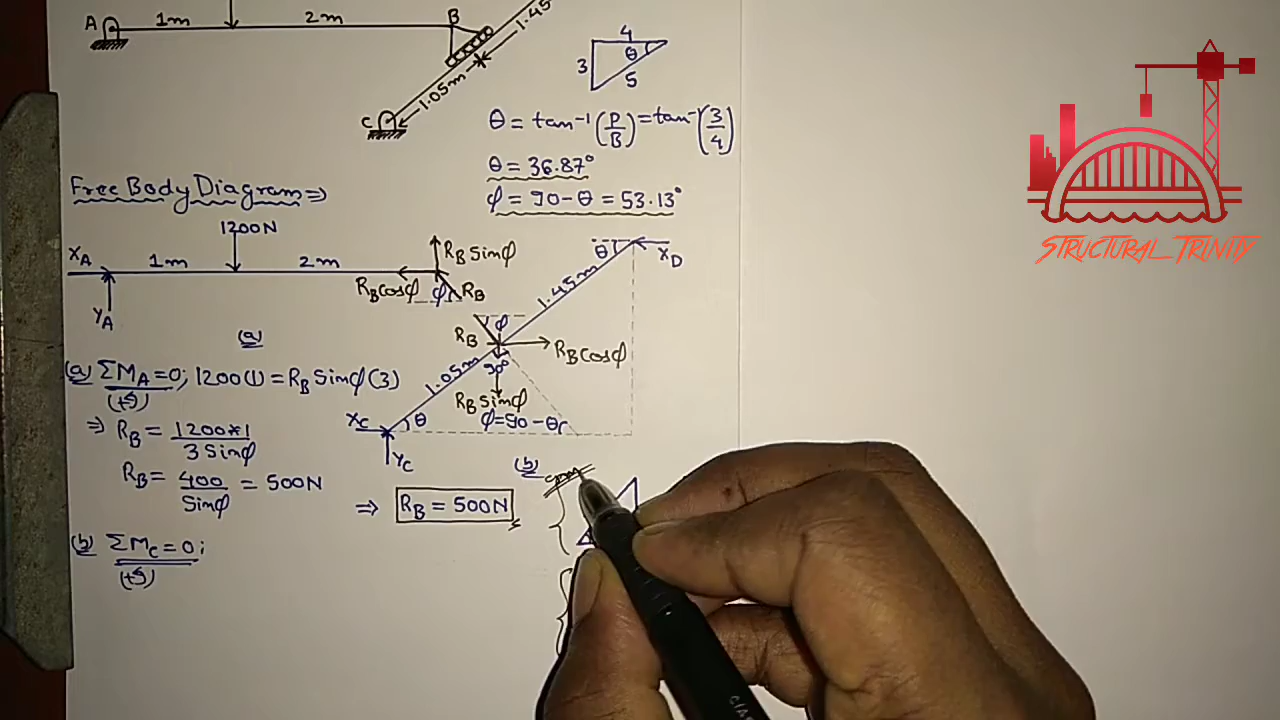 A 1m 2m B
1.45
1.05m
C
4
3 θ 5
θ = tan⁻¹(P/B) = tan⁻¹(3/4)
θ = 36.87°
φ = 90-θ = 53.13°
Free Body Diagram ⇒
1200N
X_A 1m 2m
Y_A
R_B sinφ
R_B cosφ φ R_B
(a)
θ X_D
1.45m
R_B φ
R_B cosφ
90°
1.05m
R_B sinφ
X_C θ φ=90-θ
Y_C
(b)
(a) ΣM_A=0; 1200(1) = R_B Sinφ(3)
(+↺)
⇒ R_B = 1200*1 / 3 Sinφ
R_B = 400 / Sinφ = 500N
⇒ R_B = 500N
(b) ΣM_C=0;
(+↺)
STRUCTURAL TRINITY
CIA